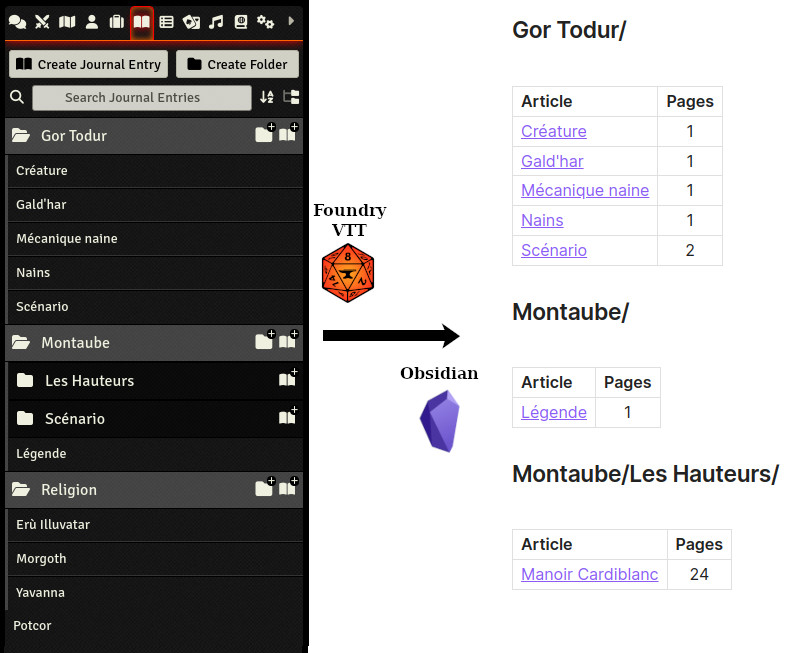 Create Journal Entry
Create Folder
Search Journal Entries
Gor Todur
Créature
Gald'har
Mécanique naine
Nains
Scénario
Montaube
Les Hauteurs
Scénario
Légende
Religion
Erù Illuvatar
Morgoth
Yavanna
Potcor
Foundry
VTT
8
Obsidian
Gor Todur/
Article Pages
Créature 1
Gald'har 1
Mécanique naine 1
Nains 1
Scénario 2
Montaube/
Article Pages
Légende 1
Montaube/Les Hauteurs/
Article Pages
Manoir Cardiblanc 24